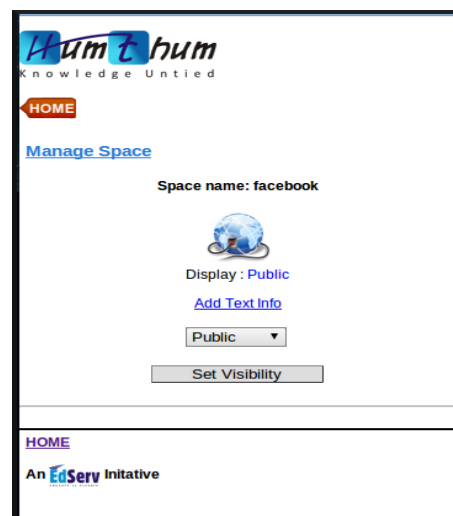 Humthum
Knowledge Untied
HOME
Manage Space
Space name: facebook
Display : Public
Add Text Info
Public
Set Visibility
HOME
An EdServ Initative